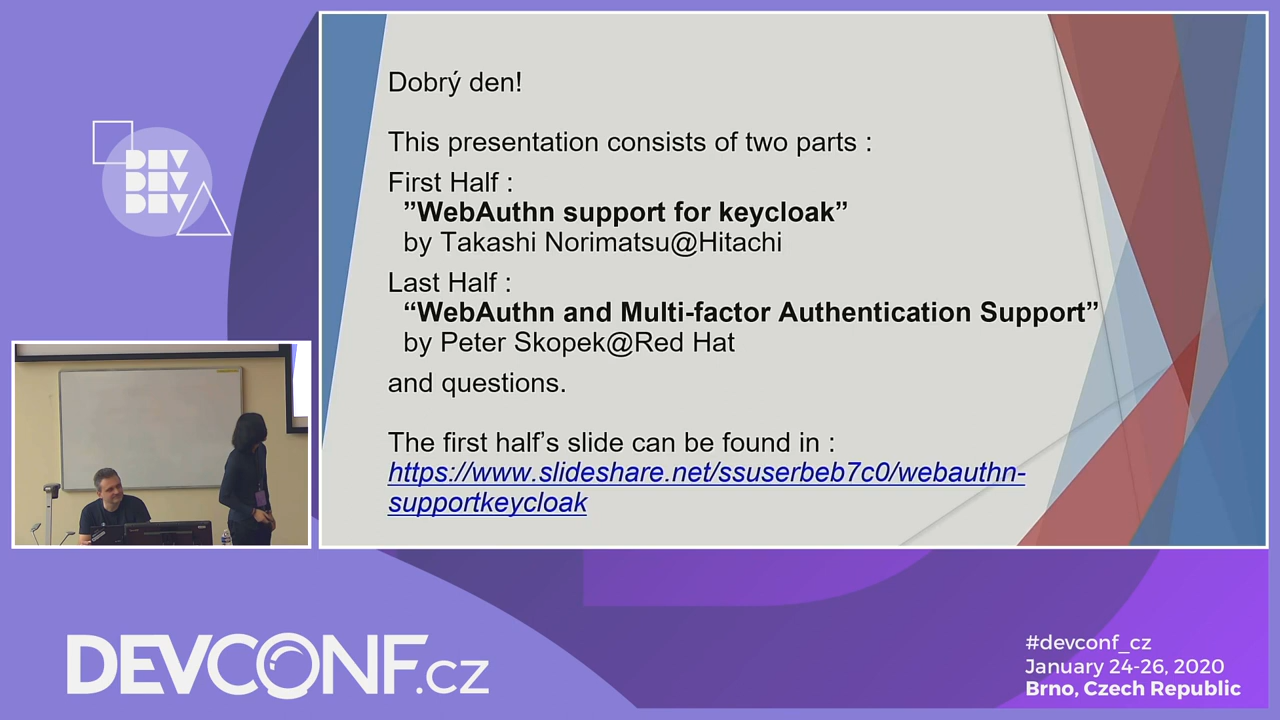 DEV
DEV
DEV
Dobrý den!
This presentation consists of two parts :
First Half :
”WebAuthn support for keycloak”
by Takashi Norimatsu@Hitachi
Last Half :
“WebAuthn and Multi-factor Authentication Support”
by Peter Skopek@Red Hat
and questions.
The first half’s slide can be found in :
https://www.slideshare.net/ssuserbeb7c0/webauthn-
supportkeycloak
DEVCONF.cz
#devconf_cz
January 24-26, 2020
Brno, Czech Republic